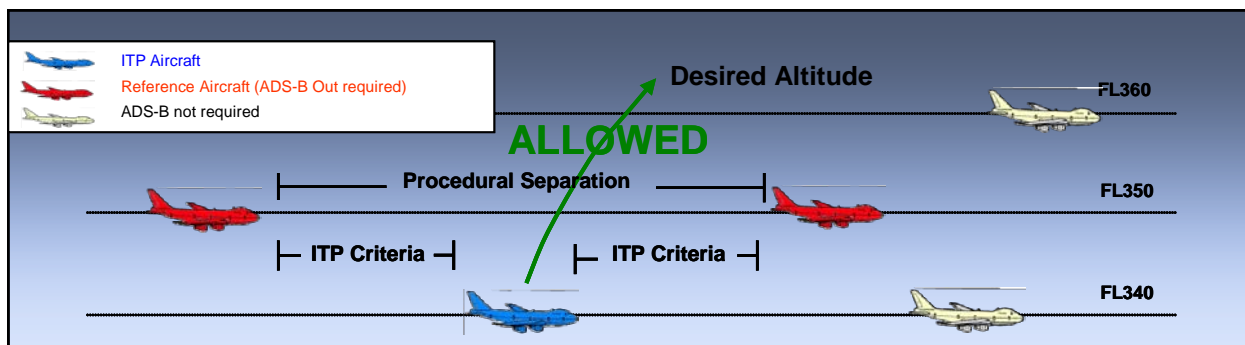 ITP Aircraft
Reference Aircraft (ADS-B Out required)
ADS-B not required
Desired Altitude
FL360
ALLOWED
Procedural Separation
FL350
ITP Criteria
ITP Criteria
FL340